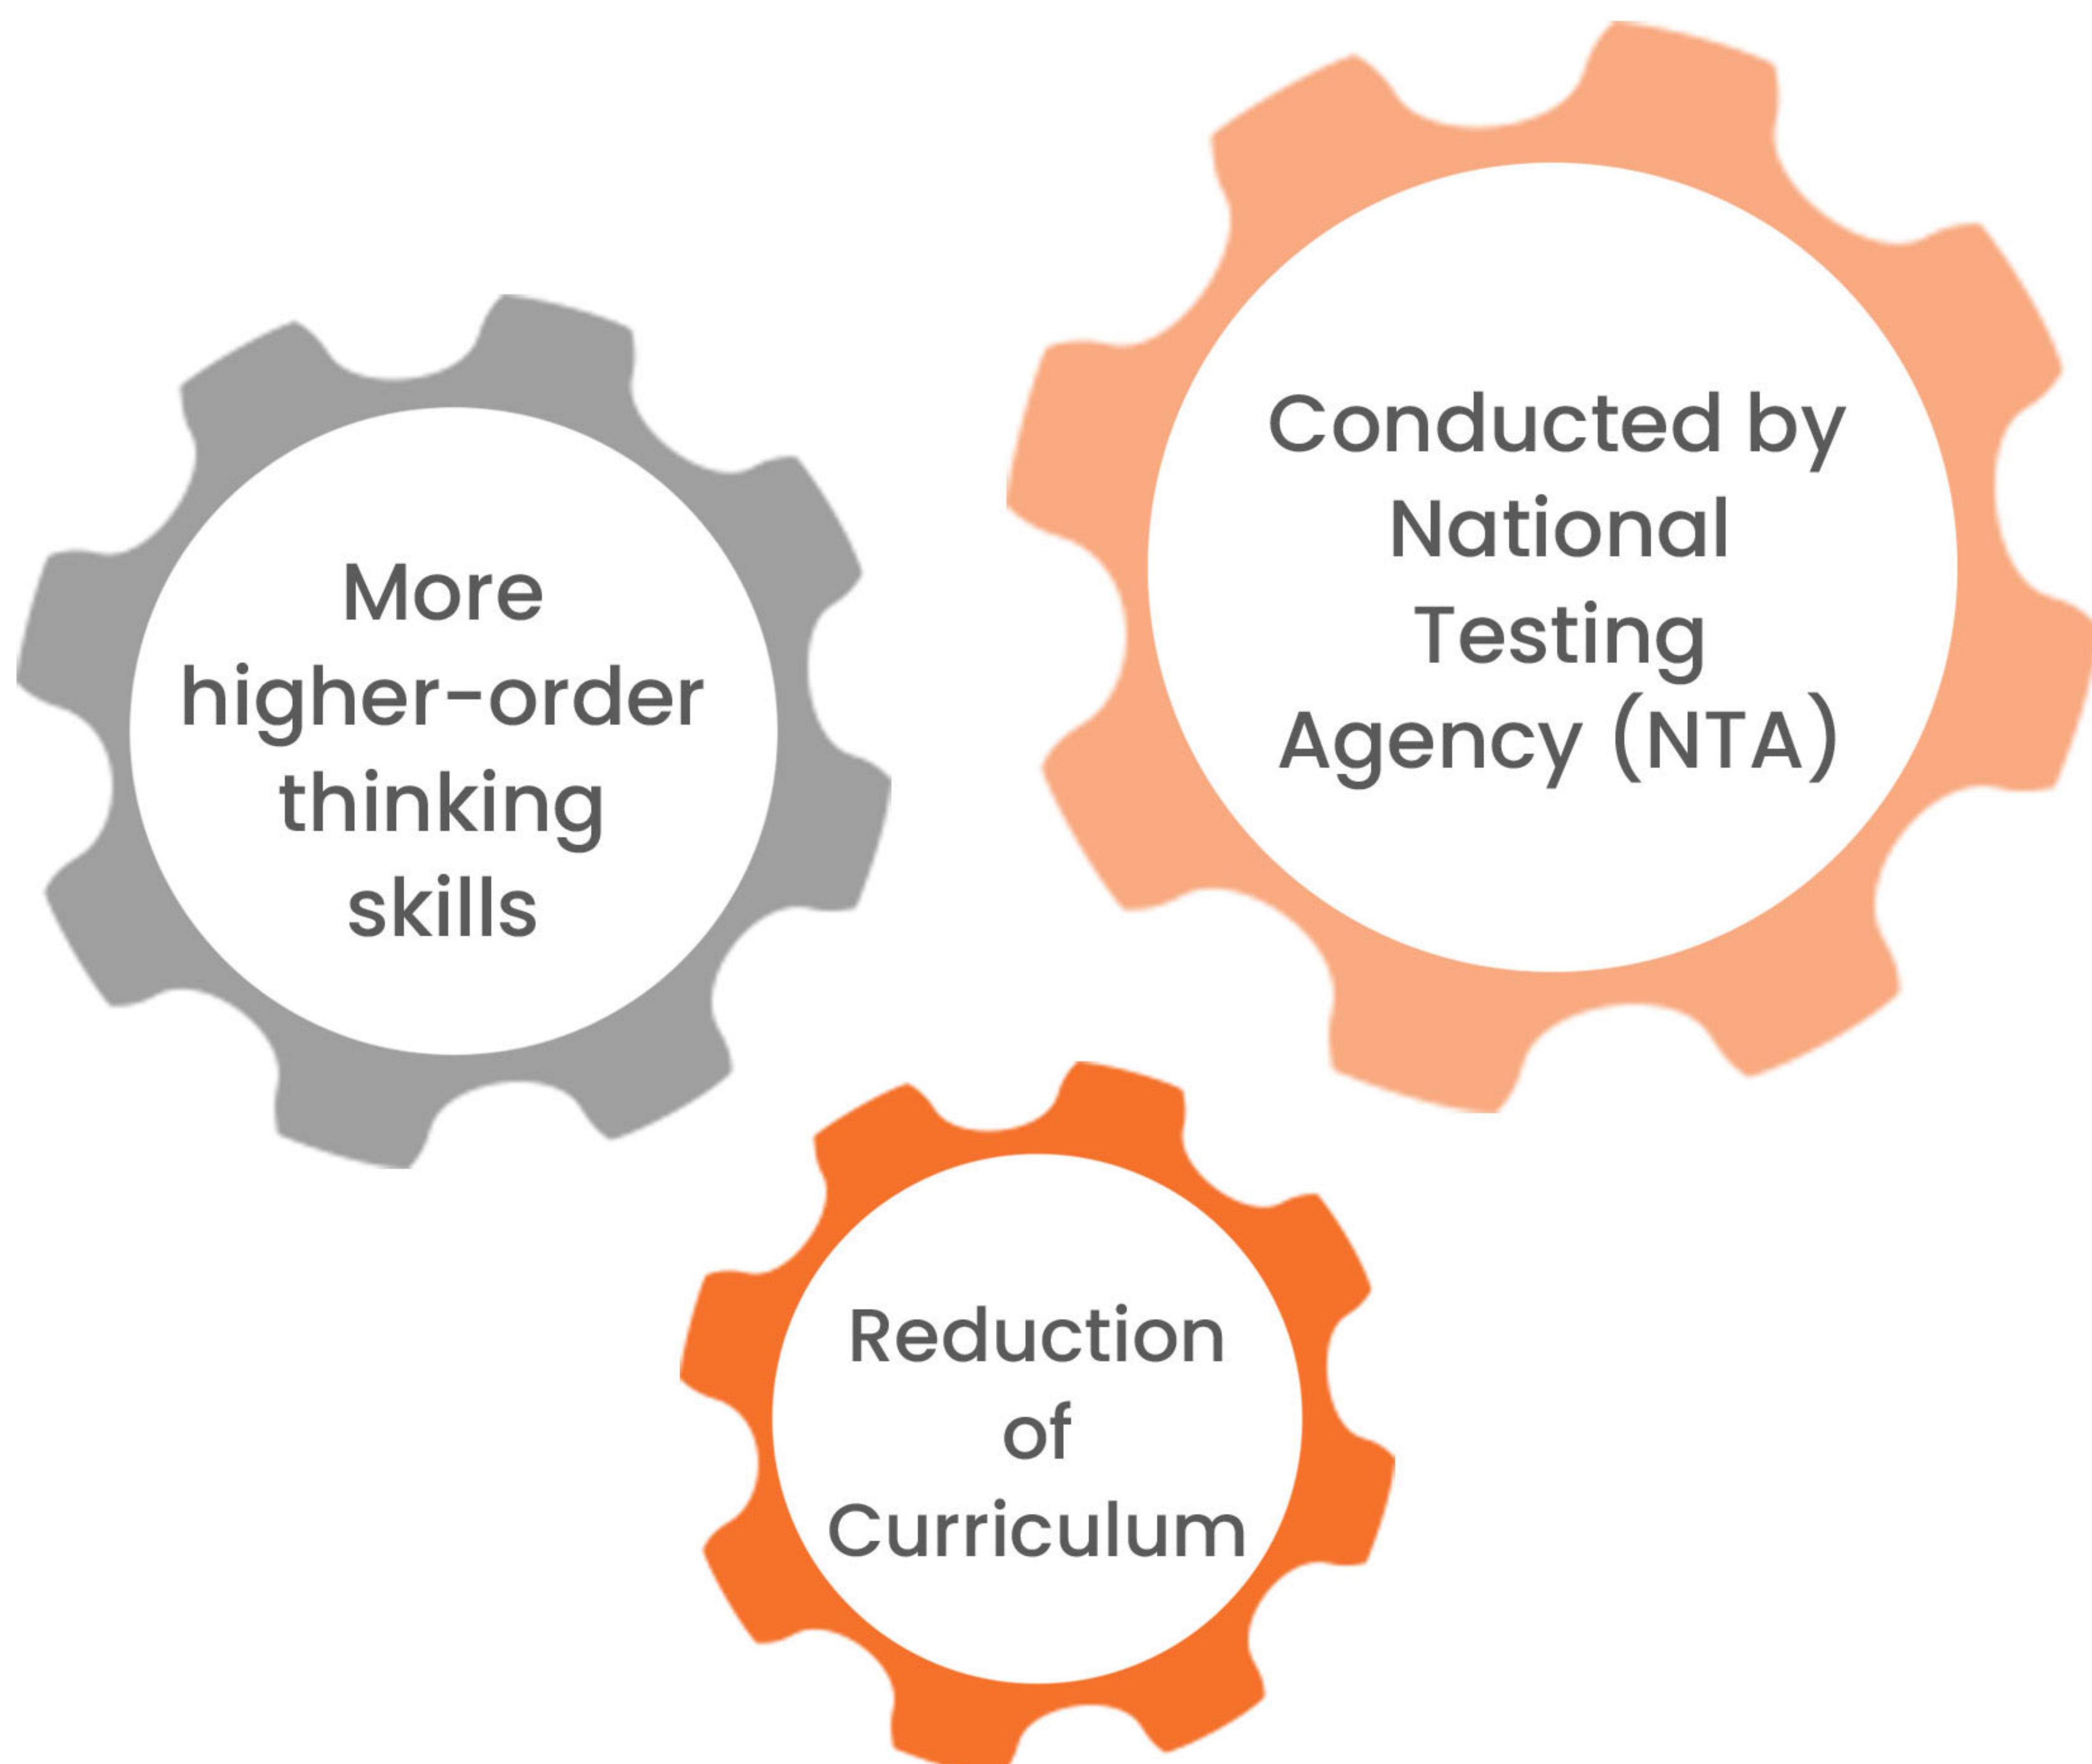 More
higher-order
thinking
skills
Conducted by
National
Testing
Agency (NTA)
Reduction
of
Curriculum